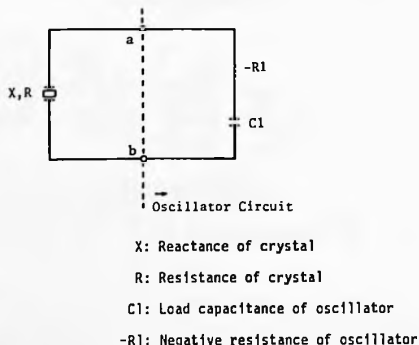 a
-R1
X,R
C1
b
Oscillator Circuit
X: Reactance of crystal
R: Resistance of crystal
C1: Load capacitance of oscillator
-R1: Negative resistance of oscillator